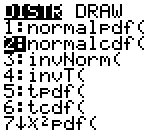 DISTR DRAW
1:normalpdf(
2:normalcdf(
3:invNorm(
4:invT(
5:tpdf(
6:tcdf(
7↓χ²pdf(